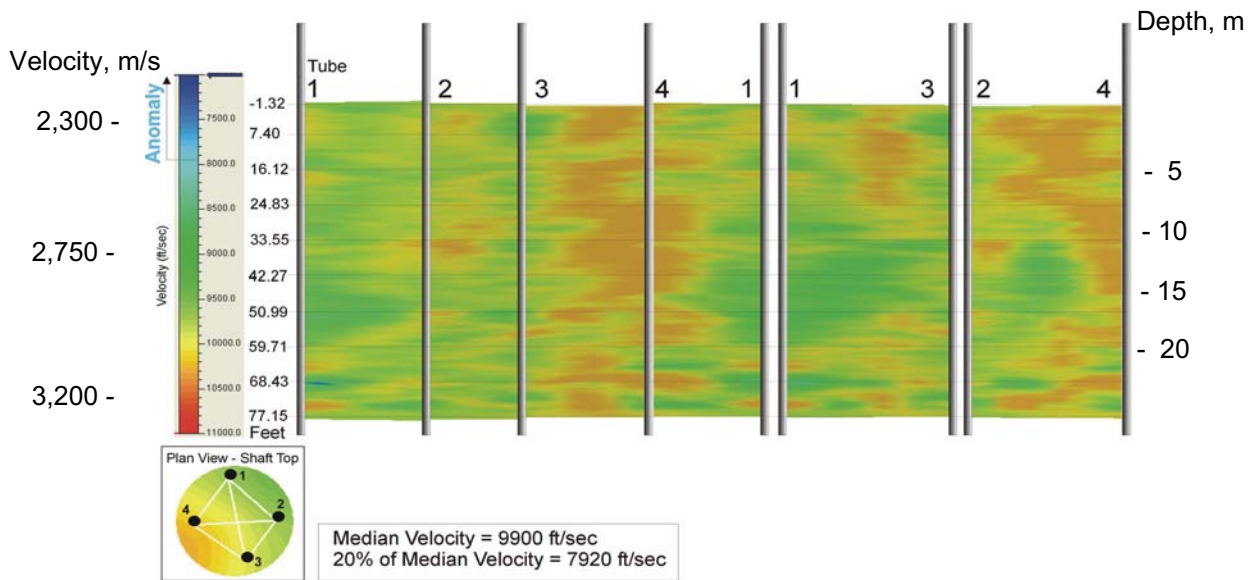 Velocity, m/s
Depth, m
Tube
1 2 3 4 1 1 3 2 4
Anomaly
Velocity (ft/sec)
2,300 -
2,750 -
3,200 -
7500.0
8000.0
8500.0
9000.0
9500.0
10000.0
10500.0
11000.0
-1.32
7.40
16.12
24.83
33.55
42.27
50.99
59.71
68.43
77.15
Feet
- 5
- 10
- 15
- 20
Plan View - Shaft Top
1
2
4
3
Median Velocity = 9900 ft/sec
20% of Median Velocity = 7920 ft/sec